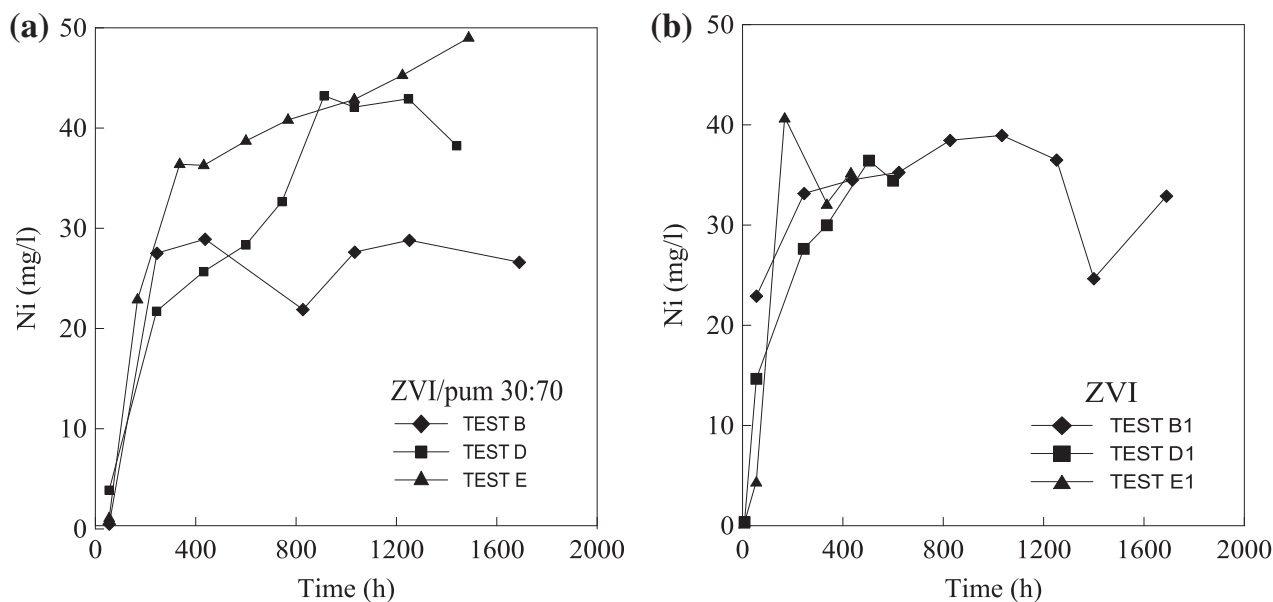 (a)
50
40
30
20
10
0
Ni (mg/l)
ZVI/pum 30:70
TEST B
TEST D
TEST E
0 400 800 1200 1600 2000
Time (h)
(b)
50
40
30
20
10
0
Ni (mg/l)
ZVI
TEST B1
TEST D1
TEST E1
0 400 800 1200 1600 2000
Time (h)